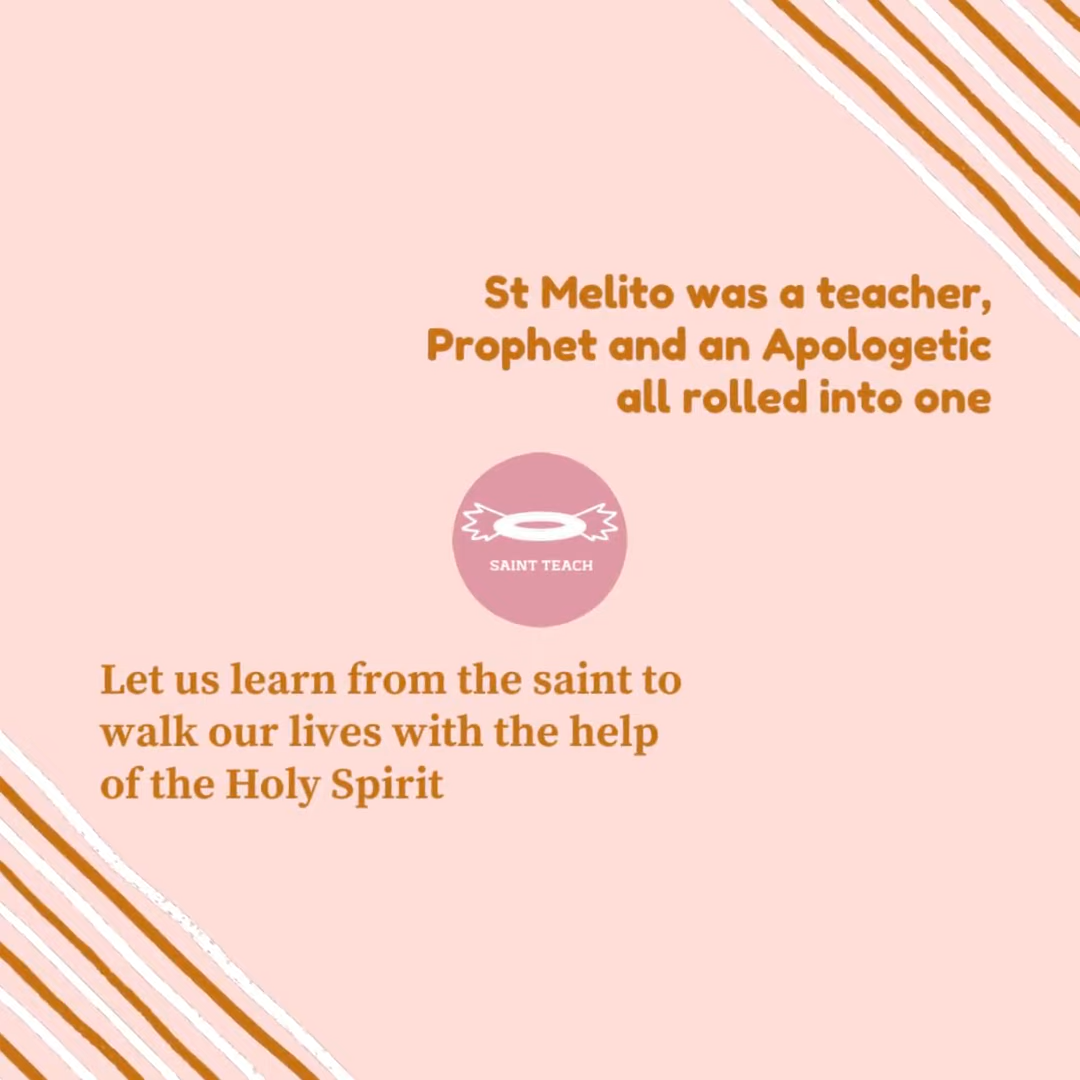 St Melito was a teacher,
Prophet and an Apologetic
all rolled into one
SAINT TEACH
Let us learn from the saint to
walk our lives with the help
of the Holy Spirit